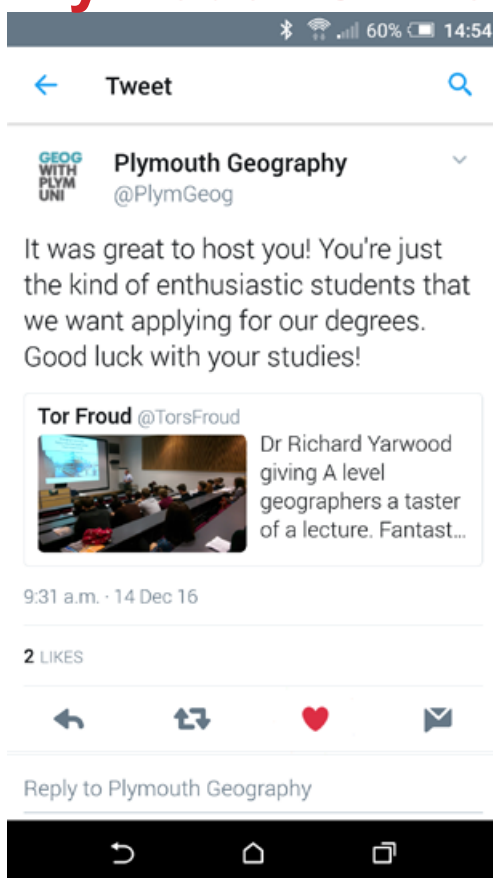 60% 14:54
Tweet
GEOG
WITH
PLYM
UNI
Plymouth Geography
@PlymGeog
It was great to host you! You're just
the kind of enthusiastic students that
we want applying for our degrees.
Good luck with your studies!
Tor Froud @TorsFroud
Dr Richard Yarwood
giving A level
geographers a taster
of a lecture. Fantast...
9:31 a.m. · 14 Dec 16
2 LIKES
Reply to Plymouth Geography